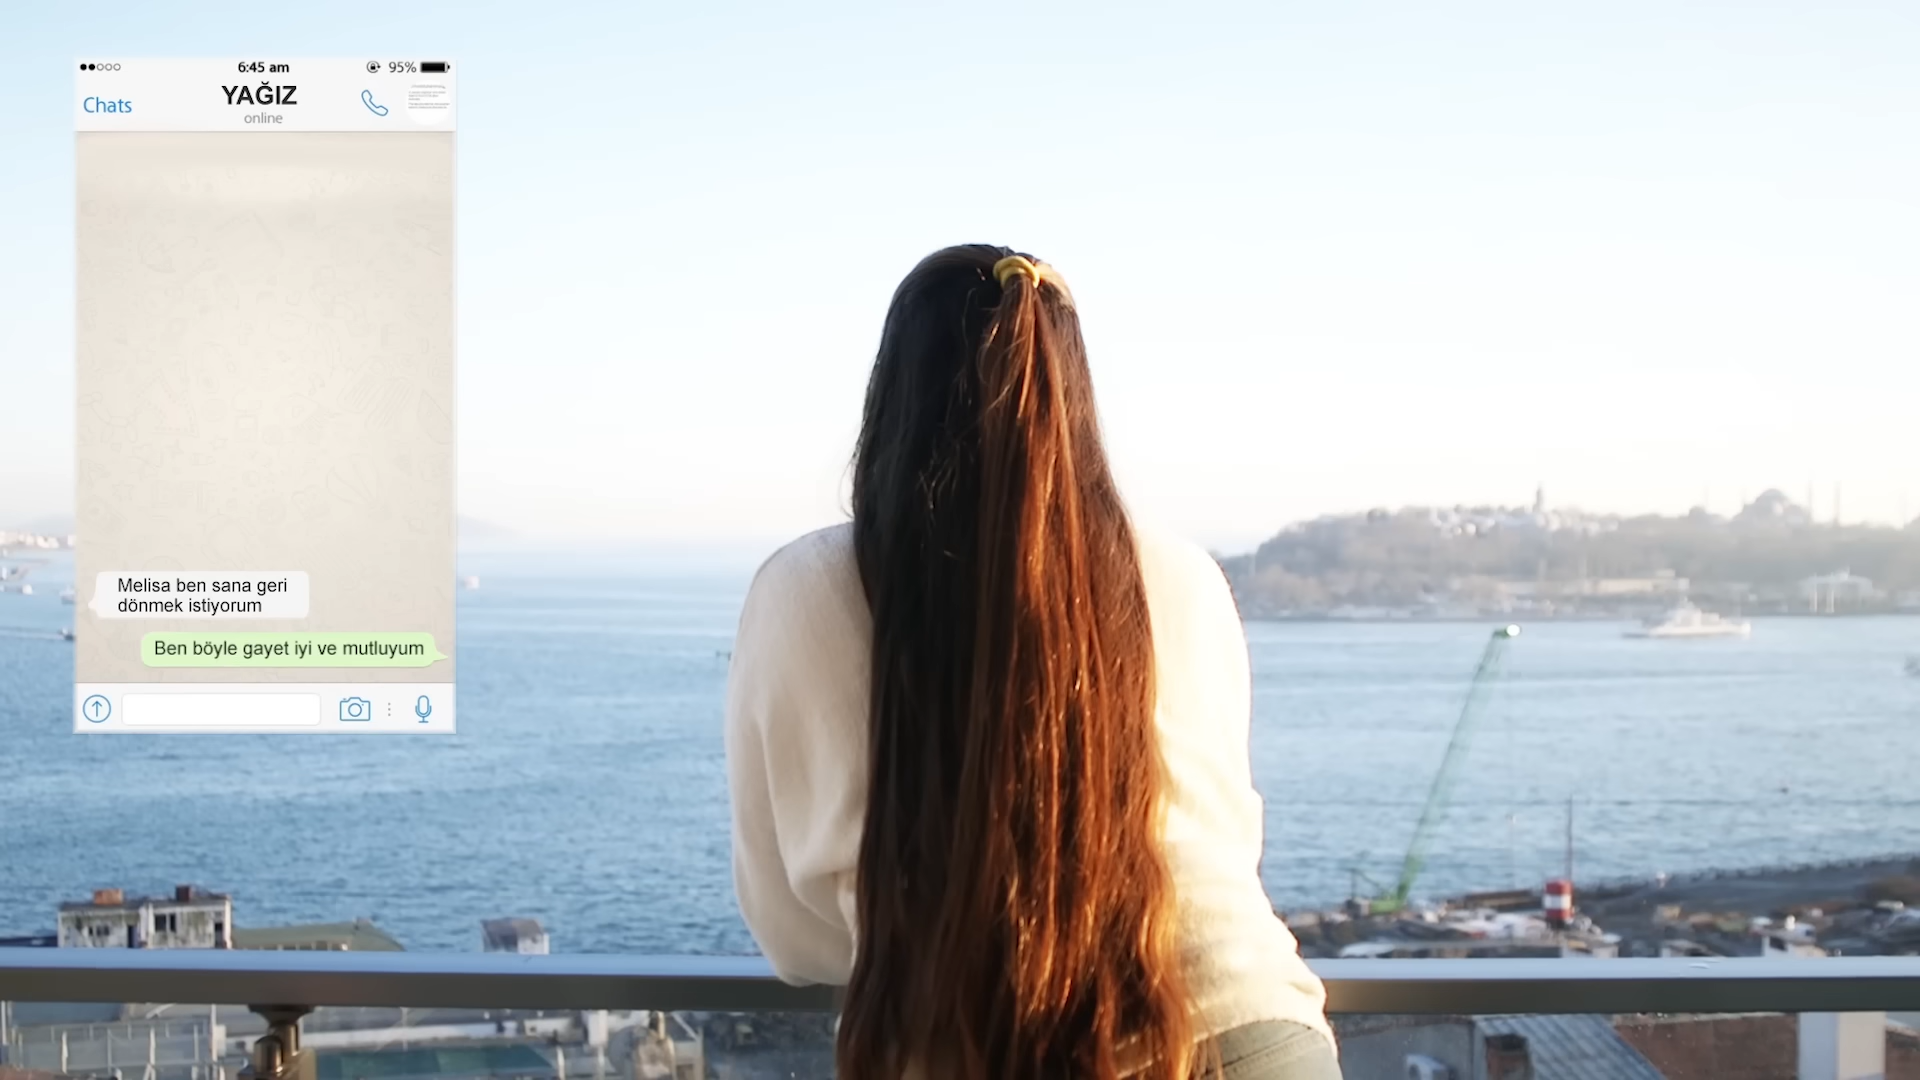 6:45 am
95%
Chats
YAĞIZ
online
Melisa ben sana geri
dönmek istiyorum
Ben böyle gayet iyi ve mutluyum